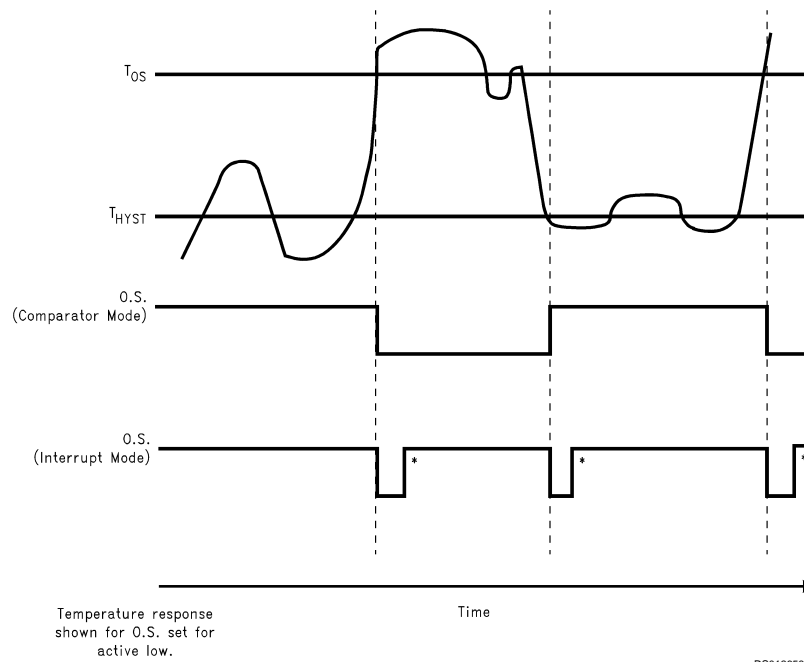 T_OS
T_HYST
O.S.
(Comparator Mode)
O.S.
(Interrupt Mode)
*
*
*
Time
Temperature response
shown for O.S. set for
active low.